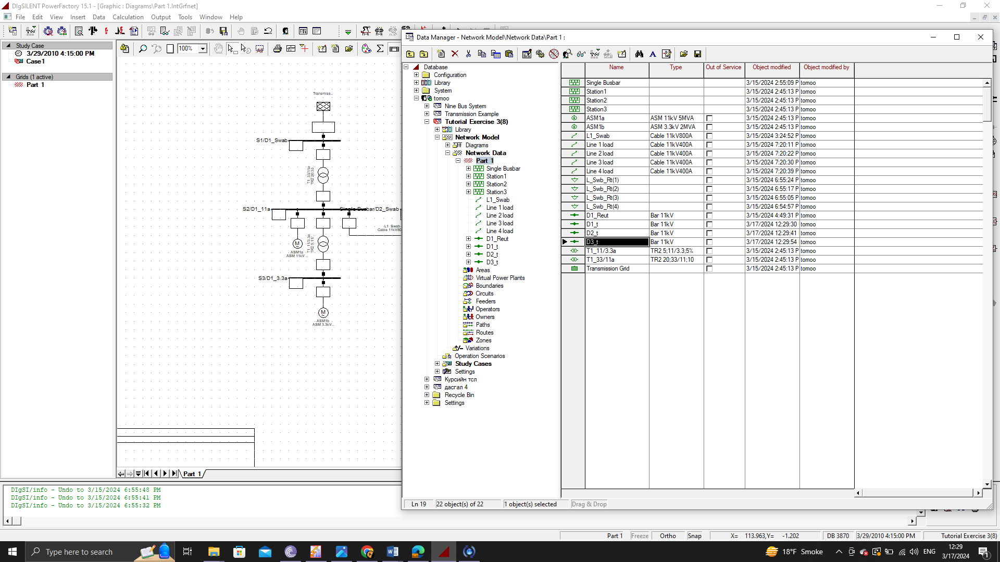 DIgSILENT PowerFactory 15.1 - [Graphic : Diagrams\Part 1.IntGrfnet]
File Edit View Insert Data Calculation Output Tools Window Help
Study Case
3/29/2010 4:15:00 PM
Case1
Grids (1 active)
Part 1
100%
Transmiss..
S1/D1_Swab
T1_33/11a
TR2 20;33..
S2/D1_11a
Single Busbar/D2_Swab
L1_Swab
Cable 11kV80
T1_11/3.3a
TR2 5;11/..
M
ASM1a
ASM 11kV ..
S3/D1_3.3a
M
ASM1b
ASM 3.3kV..
Part 1
DIgSI/info - Undo to 3/15/2024 6:55:48 PM
DIgSI/info - Undo to 3/15/2024 6:55:41 PM
DIgSI/info - Undo to 3/15/2024 6:55:32 PM
Data Manager - Network Model\Network Data\Part 1 :
Database
Configuration
Library
System
tomoo
Nine Bus System
Transmission Example
Tutorial Exercise 3(8)
Library
Network Model
Diagrams
Network Data
Part 1
Single Busbar
Station1
Station2
Station3
L1_Swab
Line 1 load
Line 2 load
Line 3 load
Line 4 load
D1_Reut
D1_t
D2_t
D3_t
Areas
Virtual Power Plants
Boundaries
Circuits
Feeders
Operators
Owners
Paths
Routes
Zones
Variations
Operation Scenarios
Study Cases
Settings
Курсийн тсл
дасгал 4
Recycle Bin
Settings
Name Type Out of Service Object modified Object modified by
Single Busbar 3/15/2024 2:55:09 P tomoo
Station1 3/15/2024 2:45:13 P tomoo
Station2 3/15/2024 2:45:13 P tomoo
Station3 3/15/2024 2:45:13 P tomoo
ASM1a ASM 11kV 5MVA 3/15/2024 2:45:13 P tomoo
ASM1b ASM 3.3kV 2MVA 3/15/2024 2:45:13 P tomoo
L1_Swab Cable 11kV800A 3/15/2024 3:24:52 P tomoo
Line 1 load Cable 11kV400A 3/15/2024 7:20:11 P tomoo
Line 2 load Cable 11kV400A 3/15/2024 7:20:22 P tomoo
Line 3 load Cable 11kV400A 3/15/2024 7:20:30 P tomoo
Line 4 load Cable 11kV400A 3/15/2024 7:20:39 P tomoo
L_Swb_Rt(1) 3/15/2024 6:55:24 P tomoo
L_Swb_Rt(2) 3/15/2024 6:55:17 P tomoo
L_Swb_Rt(3) 3/15/2024 6:55:05 P tomoo
L_Swb_Rt(4) 3/15/2024 6:54:57 P tomoo
D1_Reut Bar 11kV 3/15/2024 4:49:31 P tomoo
D1_t Bar 11kV 3/17/2024 12:29:30 tomoo
D2_t Bar 11kV 3/17/2024 12:29:41 tomoo
D3_t Bar 11kV 3/17/2024 12:29:54 tomoo
T1_11/3.3a TR2 5;11/3.3;5% 3/15/2024 2:45:13 P tomoo
T1_33/11a TR2 20;33/11;10 3/15/2024 2:45:13 P tomoo
Transmission Grid 3/15/2024 2:45:13 P tomoo
Ln 19 22 object(s) of 22 1 object(s) selected Drag & Drop
Part 1 Freeze Ortho Snap X= 113.963,Y= -1.202 DB 3870 3/29/2010 4:15:00 PM Tutorial Exercise 3(8)
Type here to search
18°F Smoke ENG
12:29
3/17/2024
1